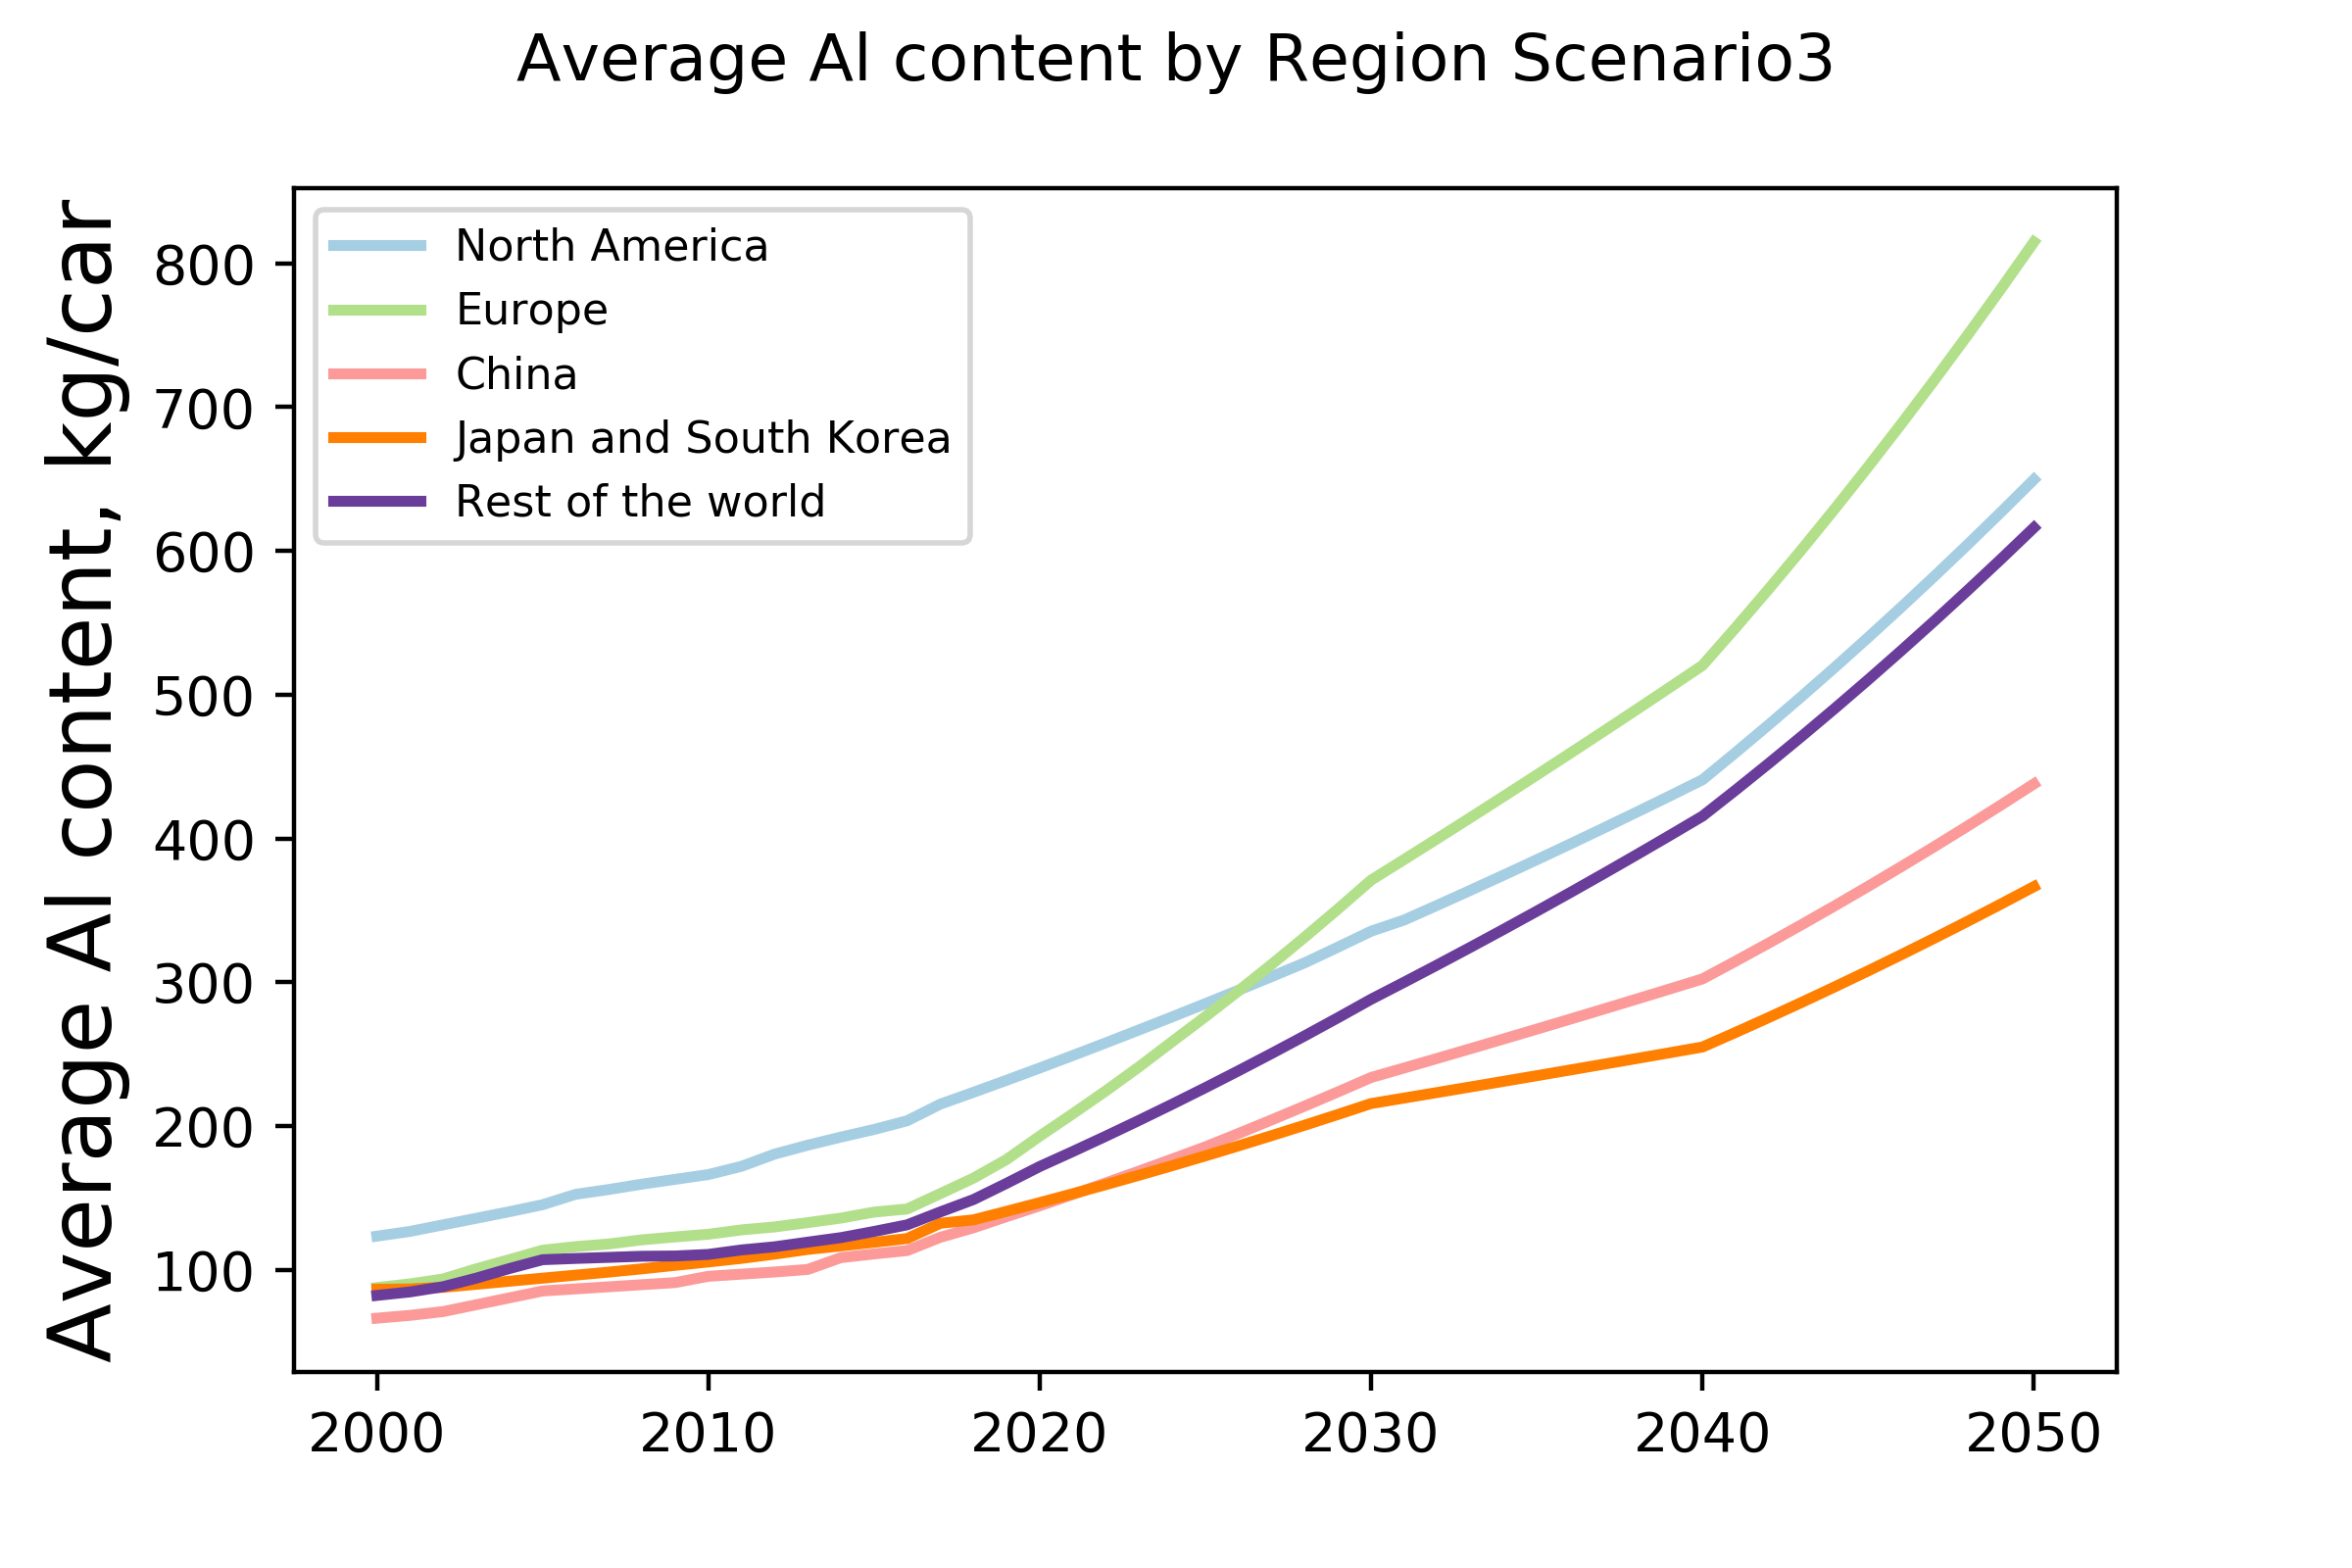 Average Al content by Region Scenario3
Average Al content, kg/car
800
700
600
500
400
300
200
100
North America
Europe
China
Japan and South Korea
Rest of the world
2000
2010
2020
2030
2040
2050